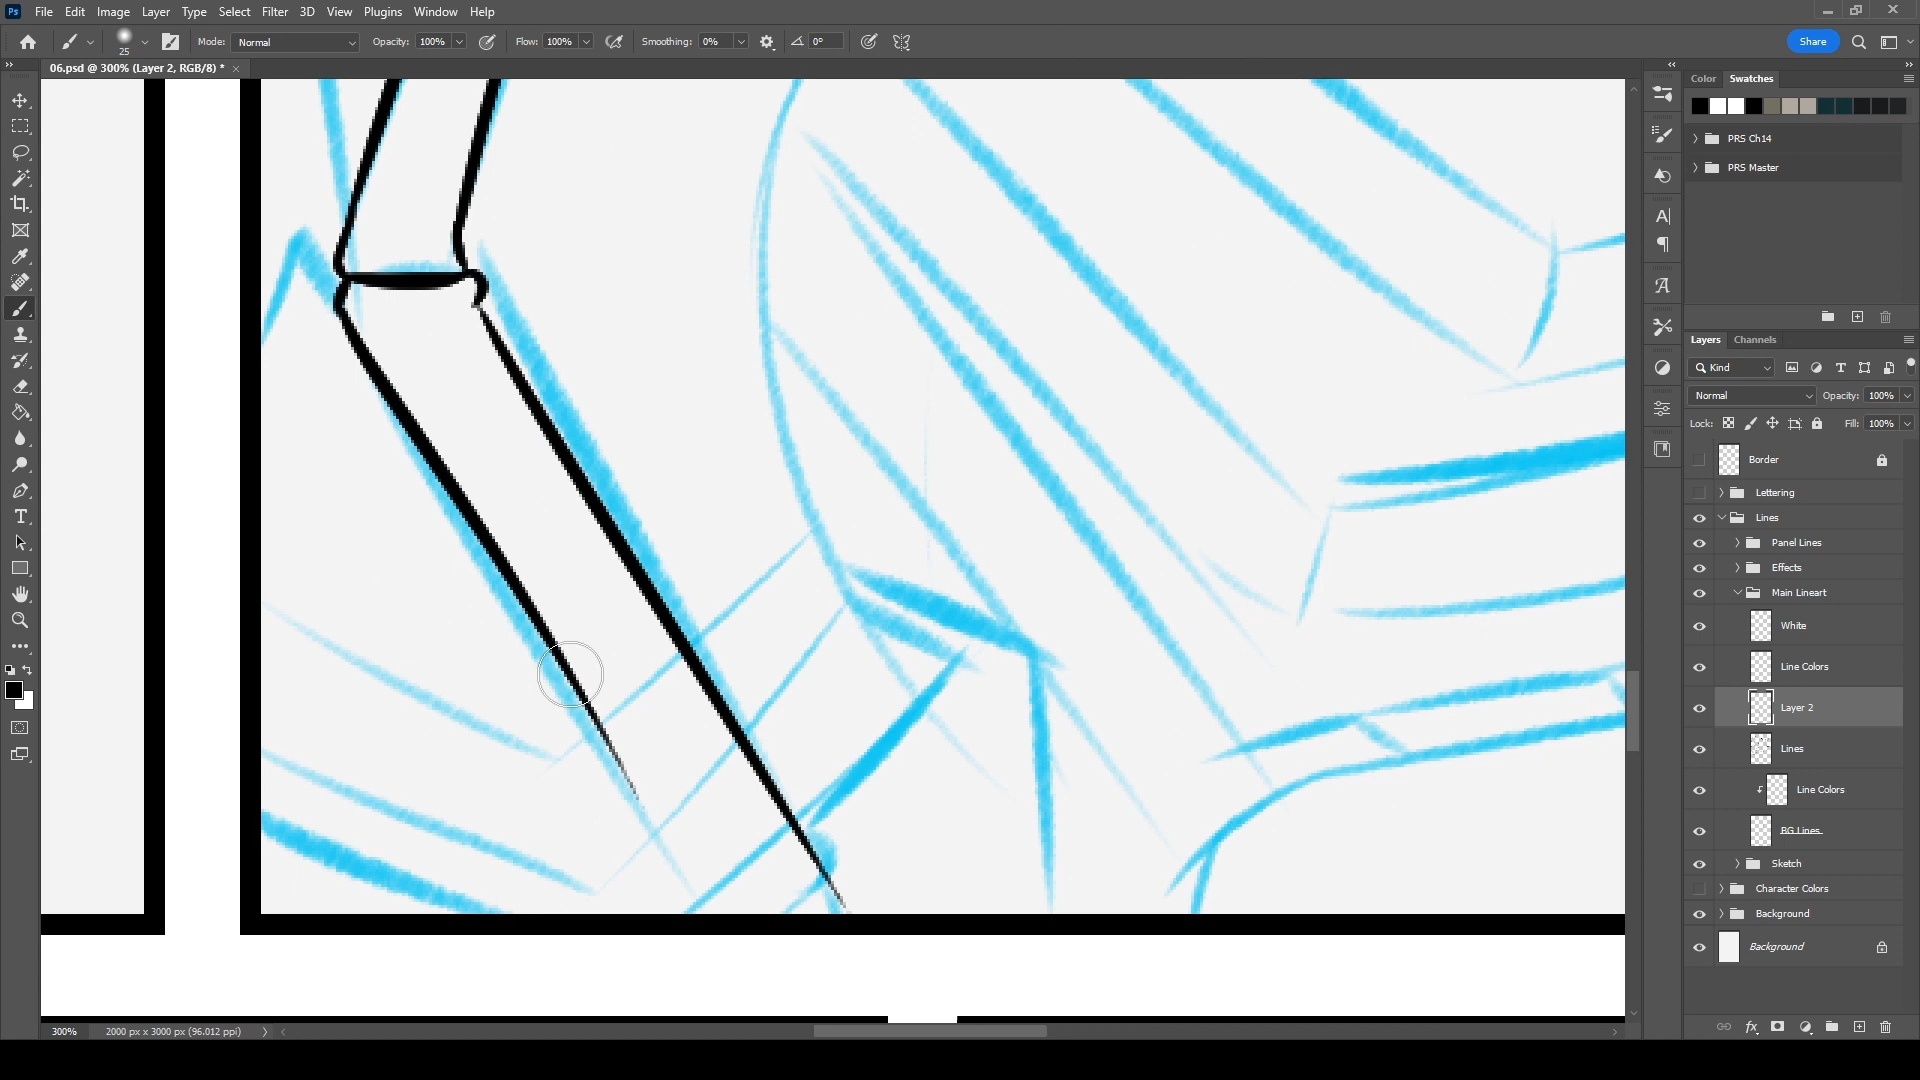 Ps File Edit Image Layer Type Select Filter 3D View Plugins Window Help
25 Mode: Normal Opacity: 100% Flow: 100% Smoothing: 0% 0° Share
06.psd @ 300% (Layer 2, RGB/8) *
Color Swatches
PRS Ch14
PRS Master
Layers Channels
Kind
Normal Opacity: 100%
Lock: Fill: 100%
Border
Lettering
Lines
Panel Lines
Effects
Main Lineart
White
Line Colors
Layer 2
Lines
Line Colors
BG Lines
Sketch
Character Colors
Background
Background
300% 2000 px x 3000 px (96.012 ppi)